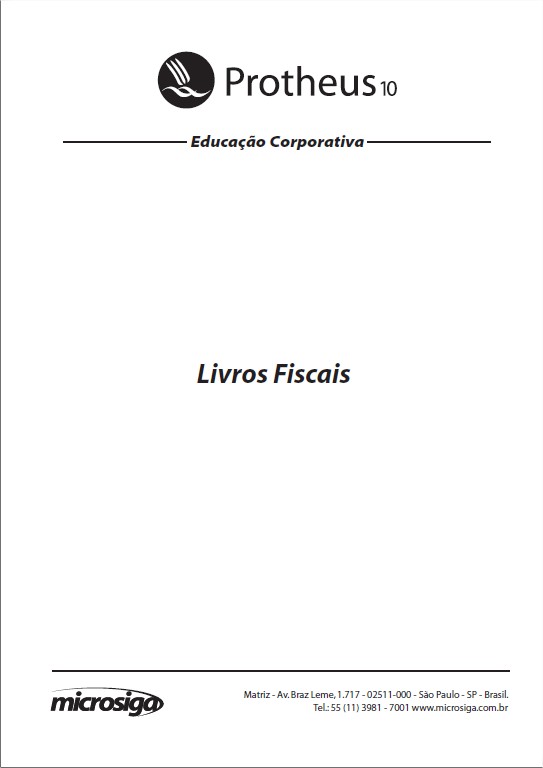 Protheus 10
Educação Corporativa
Livros Fiscais
microsiga
Matriz - Av. Braz Leme, 1.717 - 02511-000 - São Paulo - SP - Brasil.
Tel.: 55 (11) 3981 - 7001 www.microsiga.com.br